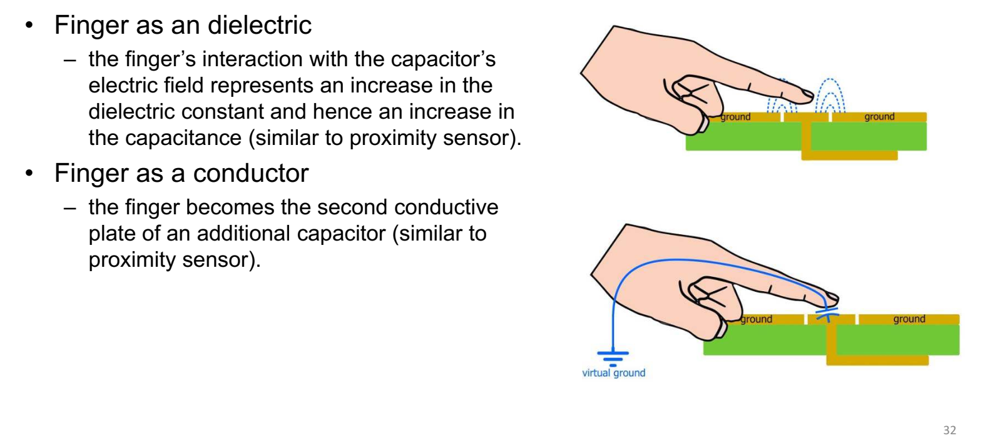 • Finger as an dielectric
– the finger’s interaction with the capacitor’s
electric field represents an increase in the
dielectric constant and hence an increase in
the capacitance (similar to proximity sensor).
• Finger as a conductor
– the finger becomes the second conductive
plate of an additional capacitor (similar to
proximity sensor).
ground
ground
ground
ground
virtual ground
32